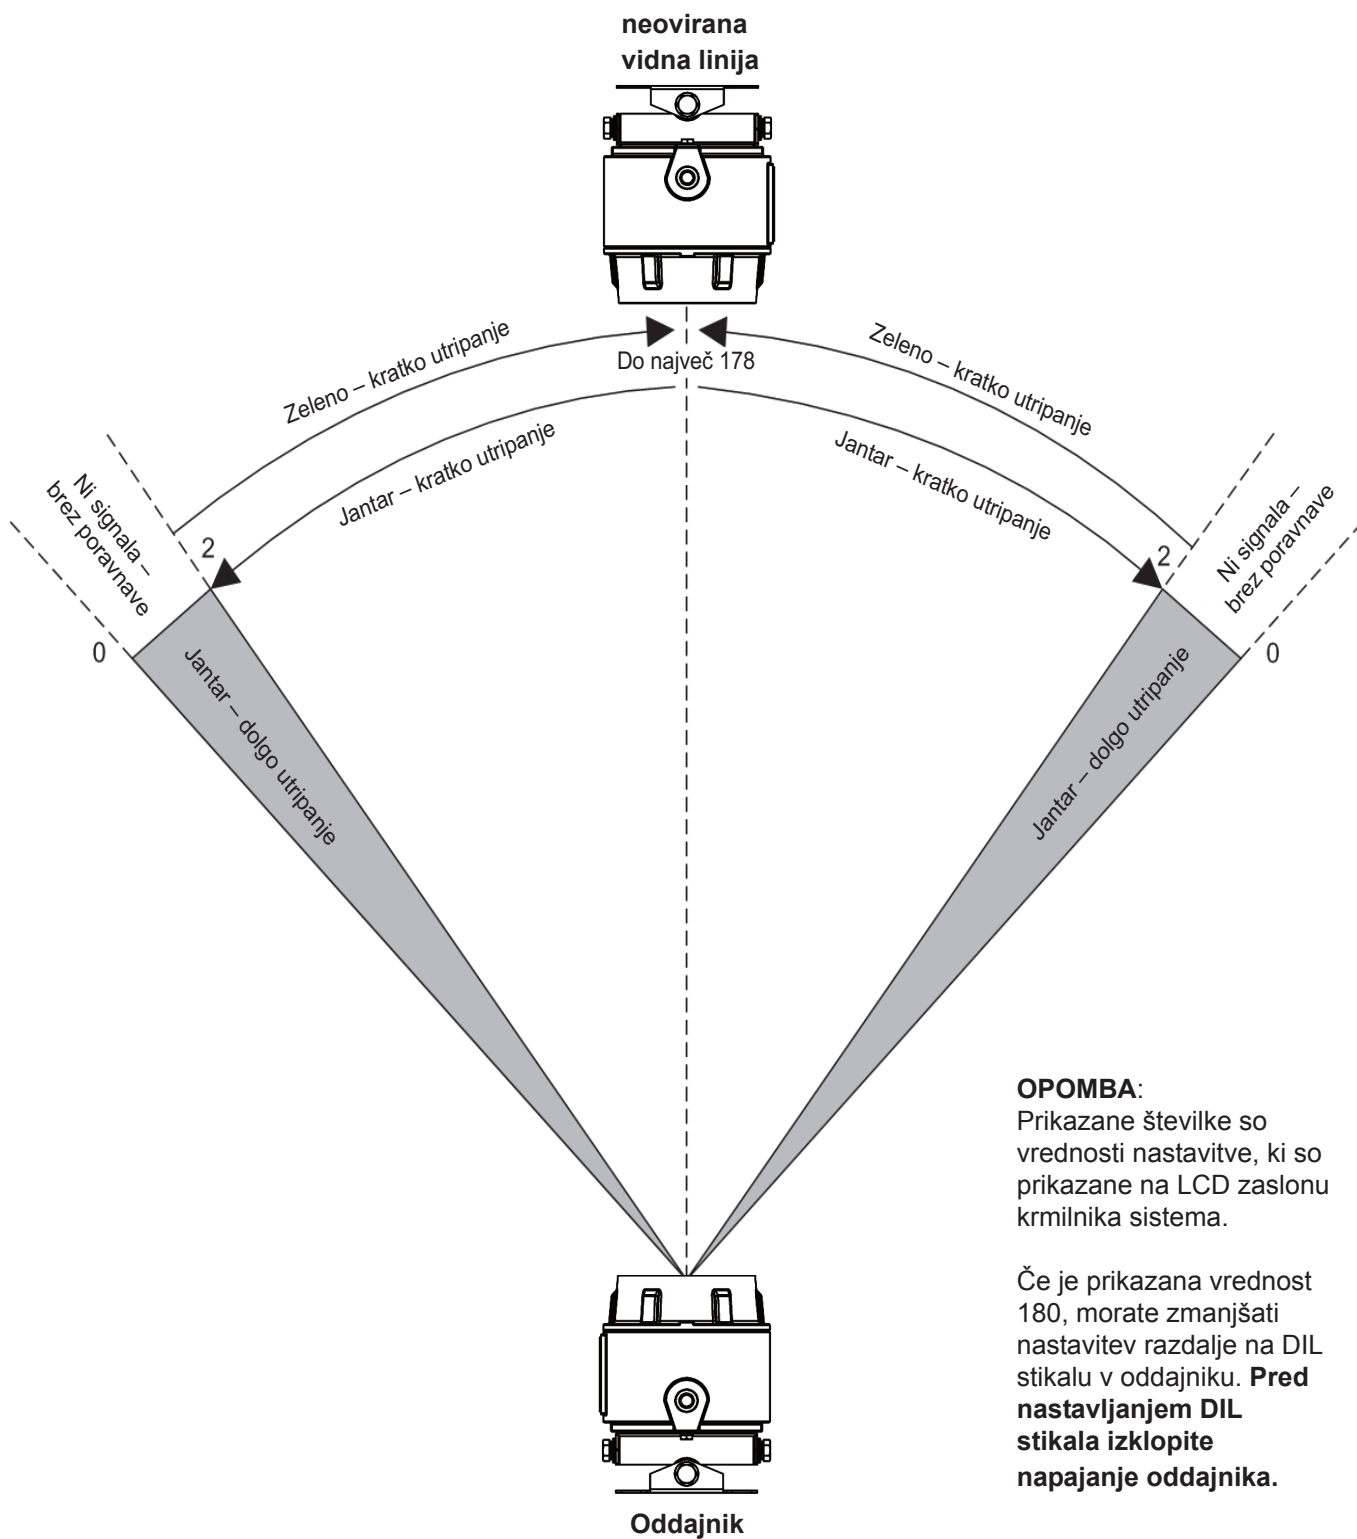 neovirana
vidna linija
Zeleno – kratko utripanje
Zeleno – kratko utripanje
Do največ 178
Jantar – kratko utripanje
Jantar – kratko utripanje
Ni signala –
brez poravnave
2
2
Ni signala –
brez poravnave
0
0
Jantar – dolgo utripanje
Jantar – dolgo utripanje
OPOMBA:
Prikazane številke so
vrednosti nastavitve, ki so
prikazane na LCD zaslonu
krmilnika sistema.
Če je prikazana vrednost
180, morate zmanjšati
nastavitev razdalje na DIL
stikalu v oddajniku. Pred
nastavljanjem DIL
stikala izklopite
napajanje oddajnika.
Oddajnik